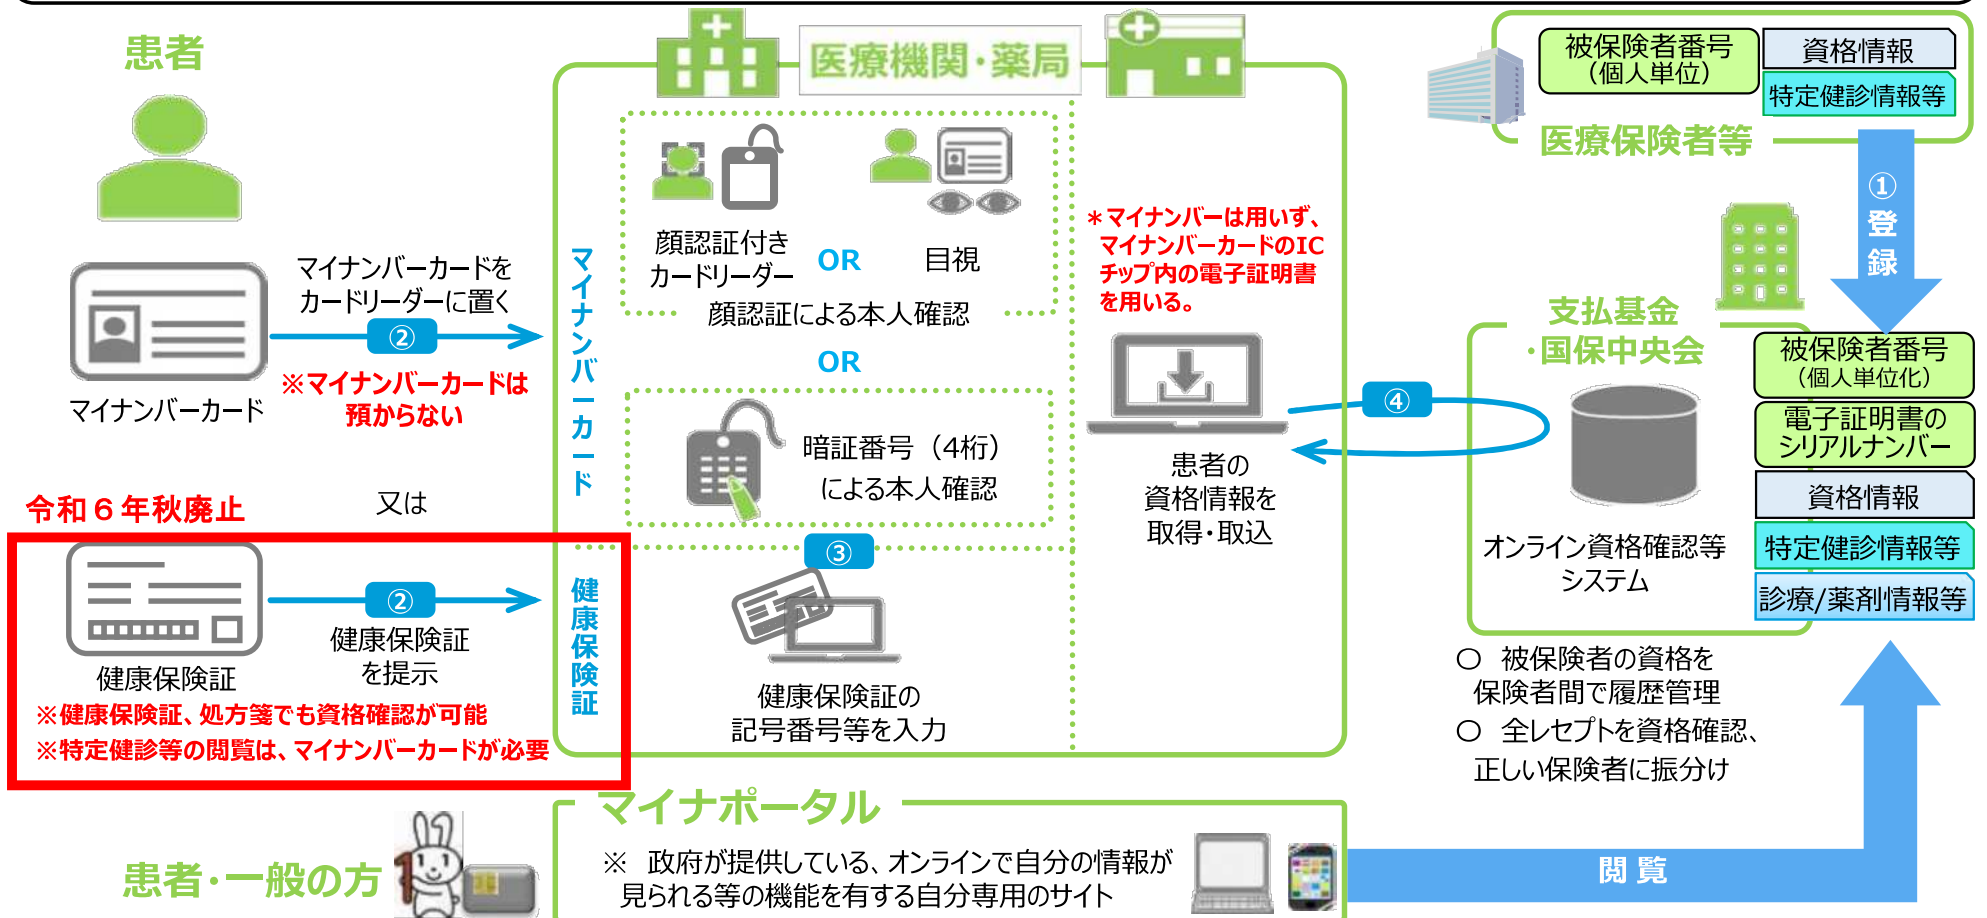 患者
マイナンバーカードを
カードリーダーに置く
②
※マイナンバーカードは
預からない
マイナンバーカード
又は
令和６年秋廃止
②
健康保険証
を提示
健康保険証
※健康保険証、処方箋でも資格確認が可能
※特定健診等の閲覧は、マイナンバーカードが必要
医療機関・薬局
マイナンバーカード
顔認証付き
カードリーダー
OR
目視
顔認証による本人確認
OR
暗証番号（4桁）
による本人確認
③
健康保険証
健康保険証の
記号番号等を入力
＊マイナンバーは用いず、
マイナンバーカードのIC
チップ内の電子証明書
を用いる。
患者の
資格情報を
取得・取込
④
被保険者番号
（個人単位）
資格情報
特定健診情報等
医療保険者等
①
登録
支払基金
・国保中央会
オンライン資格確認等
システム
被保険者番号
（個人単位化）
電子証明書の
シリアルナンバー
資格情報
特定健診情報等
診療/薬剤情報等
〇　被保険者の資格を
保険者間で履歴管理
〇　全レセプトを資格確認、
正しい保険者に振分け
患者・一般の方
マイナポータル
※　政府が提供している、オンラインで自分の情報が
見られる等の機能を有する自分専用のサイト
閲覧